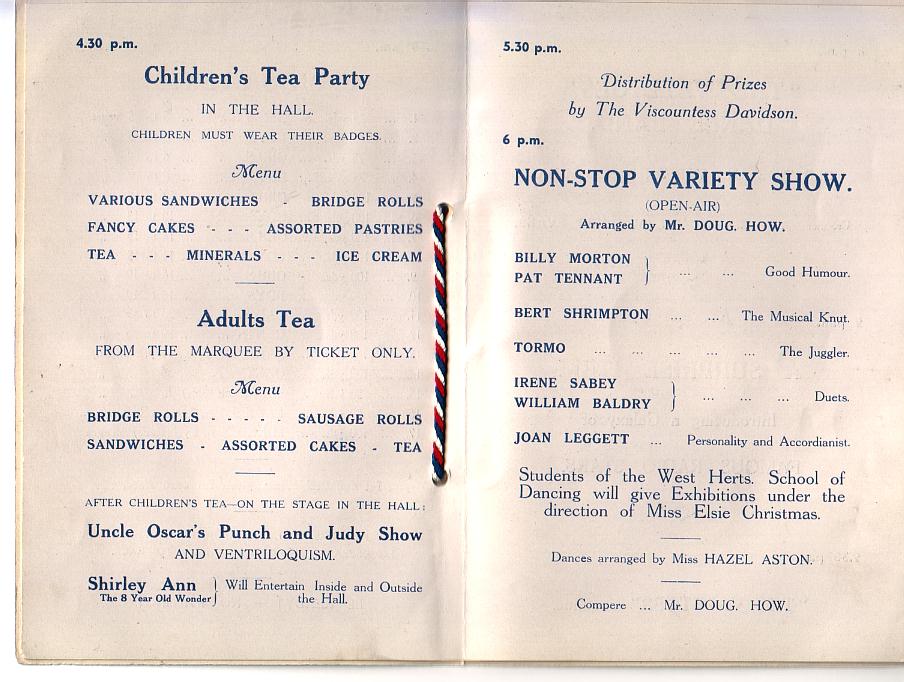 4.30 p.m.
Children's Tea Party
IN THE HALL.
CHILDREN MUST WEAR THEIR BADGES.
Menu
VARIOUS SANDWICHES - BRIDGE ROLLS
FANCY CAKES - - - ASSORTED PASTRIES
TEA - - - MINERALS - - - ICE CREAM
Adults Tea
FROM THE MARQUEE BY TICKET ONLY.
Menu
BRIDGE ROLLS - - - - - SAUSAGE ROLLS
SANDWICHES - ASSORTED CAKES - TEA
AFTER CHILDREN'S TEA—ON THE STAGE IN THE HALL:
Uncle Oscar's Punch and Judy Show
AND VENTRILOQUISM.
Shirley Ann } Will Entertain Inside and Outside
The 8 Year Old Wonder } the Hall.
5.30 p.m.
Distribution of Prizes
by The Viscountess Davidson.
6 p.m.
NON-STOP VARIETY SHOW.
(OPEN-AIR)
Arranged by Mr. DOUG. HOW.
BILLY MORTON
PAT TENNANT } ... ... Good Humour.
BERT SHRIMPTON ... ... The Musical Knut.
TORMO ... ... ... ... ... The Juggler.
IRENE SABEY
WILLIAM BALDRY } ... ... ... Duets.
JOAN LEGGETT ... Personality and Accordianist.
Students of the West Herts. School of
Dancing will give Exhibitions under the
direction of Miss Elsie Christmas.
Dances arranged by Miss HAZEL ASTON.
Compere ... Mr. DOUG. HOW.